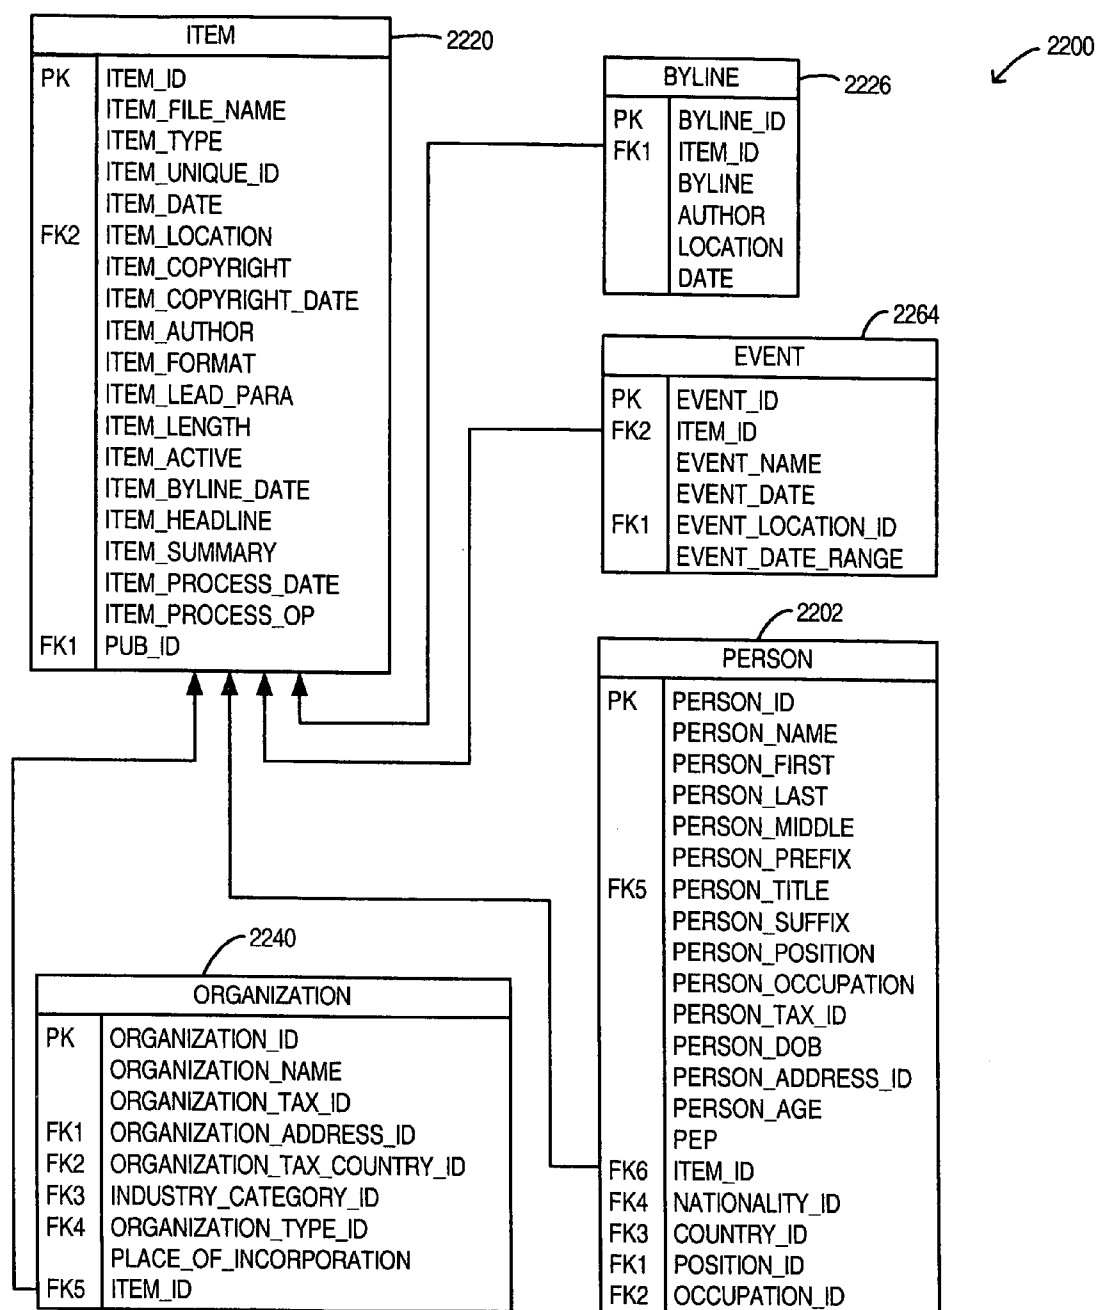 ITEM
2220
PK ITEM_ID
ITEM_FILE_NAME
ITEM_TYPE
ITEM_UNIQUE_ID
ITEM_DATE
FK2 ITEM_LOCATION
ITEM_COPYRIGHT
ITEM_COPYRIGHT_DATE
ITEM_AUTHOR
ITEM_FORMAT
ITEM_LEAD_PARA
ITEM_LENGTH
ITEM_ACTIVE
ITEM_BYLINE_DATE
ITEM_HEADLINE
ITEM_SUMMARY
ITEM_PROCESS_DATE
ITEM_PROCESS_OP
FK1 PUB_ID
2200
BYLINE
2226
PK BYLINE_ID
FK1 ITEM_ID
BYLINE
AUTHOR
LOCATION
DATE
2264
EVENT
PK EVENT_ID
FK2 ITEM_ID
EVENT_NAME
EVENT_DATE
FK1 EVENT_LOCATION_ID
EVENT_DATE_RANGE
2202
PERSON
PK PERSON_ID
PERSON_NAME
PERSON_FIRST
PERSON_LAST
PERSON_MIDDLE
PERSON_PREFIX
FK5 PERSON_TITLE
PERSON_SUFFIX
PERSON_POSITION
PERSON_OCCUPATION
PERSON_TAX_ID
PERSON_DOB
PERSON_ADDRESS_ID
PERSON_AGE
PEP
FK6 ITEM_ID
FK4 NATIONALITY_ID
FK3 COUNTRY_ID
FK1 POSITION_ID
FK2 OCCUPATION_ID
2240
ORGANIZATION
PK ORGANIZATION_ID
ORGANIZATION_NAME
ORGANIZATION_TAX_ID
FK1 ORGANIZATION_ADDRESS_ID
FK2 ORGANIZATION_TAX_COUNTRY_ID
FK3 INDUSTRY_CATEGORY_ID
FK4 ORGANIZATION_TYPE_ID
PLACE_OF_INCORPORATION
FK5 ITEM_ID